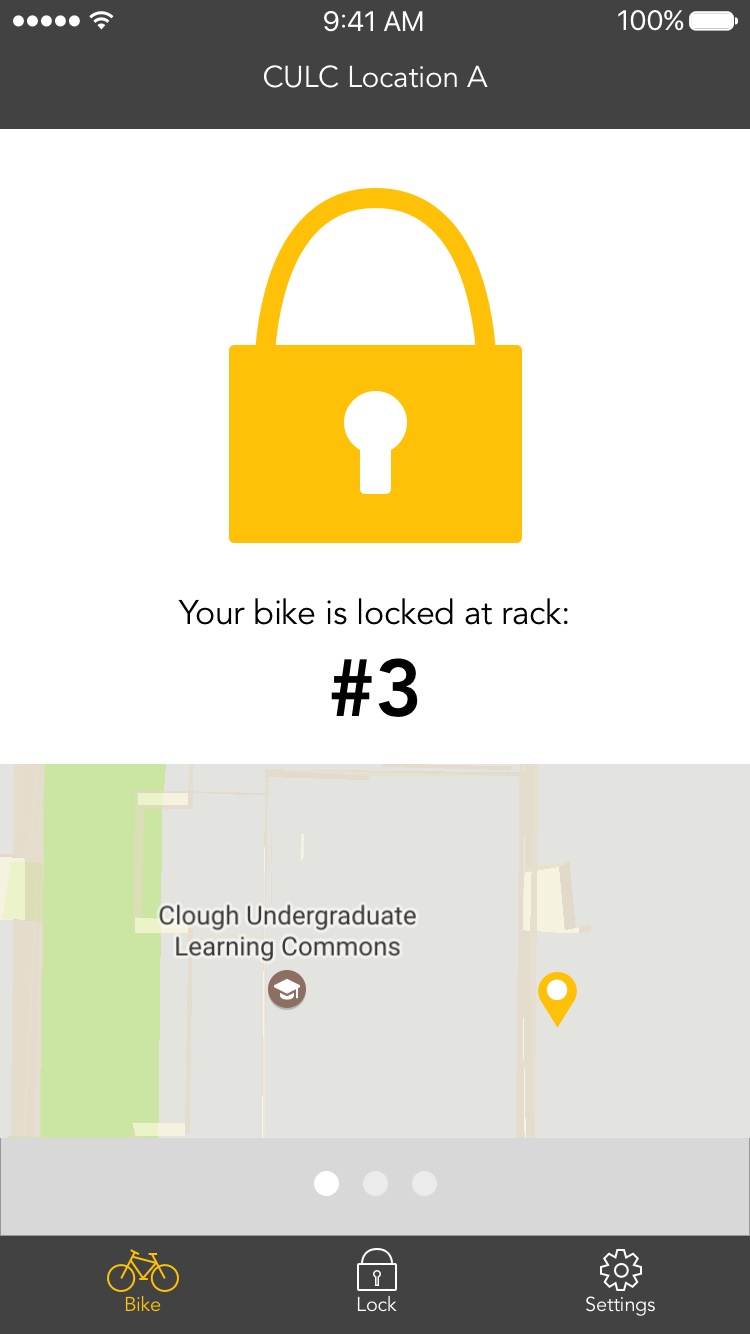 9:41 AM
100%
CULC Location A
Your bike is locked at rack:
#3
Clough Undergraduate
Learning Commons
Bike
Lock
Settings